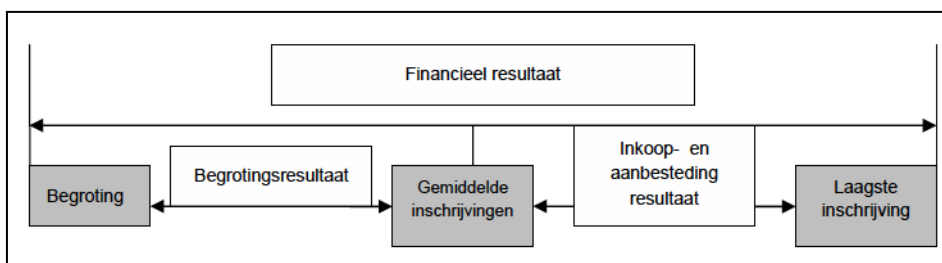 Financieel resultaat
Begroting
Begrotingsresultaat
Gemiddelde
inschrijvingen
Inkoop- en
aanbesteding
resultaat
Laagste
inschrijving